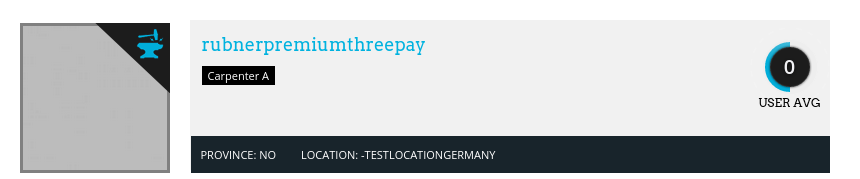 rubnerpremiumthreepay
Carpenter A
0
USER AVG
PROVINCE: NO
LOCATION: -TESTLOCATIONGERMANY